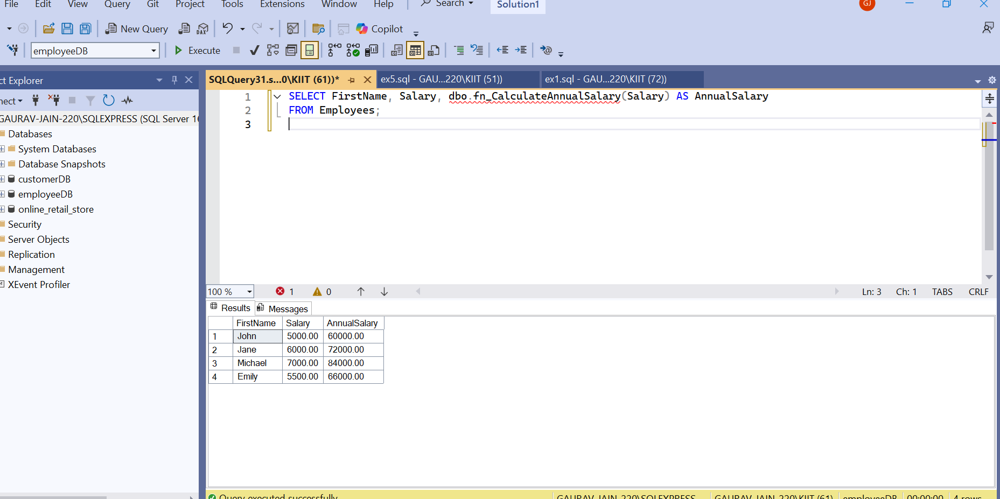 File Edit View Query Git Project Tools Extensions Window Help Search Solution1 GJ
New Query DAX Copilot
employeeDB Execute
ct Explorer
nect
GAURAV-JAIN-220\SQLEXPRESS (SQL Server 16
Databases
System Databases
Database Snapshots
customerDB
employeeDB
online_retail_store
Security
Server Objects
Replication
Management
XEvent Profiler
SQLQuery31.s...0\KIIT (61))* ex5.sql - GAU...220\KIIT (51)) ex1.sql - GAU...220\KIIT (72))
1 SELECT FirstName, Salary, dbo.fn_CalculateAnnualSalary(Salary) AS AnnualSalary
2 FROM Employees;
3
100 % 1 0 Ln: 3 Ch: 1 TABS CRLF
Results Messages
FirstName Salary AnnualSalary
1 John 5000.00 60000.00
2 Jane 6000.00 72000.00
3 Michael 7000.00 84000.00
4 Emily 5500.00 66000.00
Query executed successfully GAURAV-JAIN-220\SQLEXPRESS GAURAV-JAIN-220\KIIT (61) employeeDB 00:00:00 4 rows